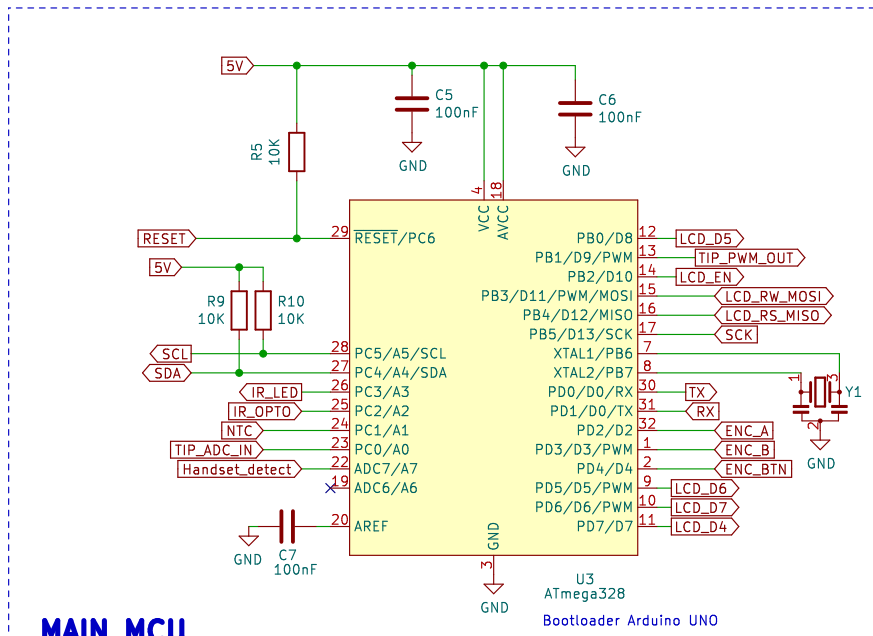 5V
C5
100nF
C6
100nF
R5
10K
GND
GND
4
18
VCC
AVCC
RESET
29
RESET/PC6
5V
R9
10K
R10
10K
SCL
28
PC5/A5/SCL
SDA
27
PC4/A4/SDA
IR_LED
26
PC3/A3
IR_OPTO
25
PC2/A2
NTC
24
PC1/A1
TIP_ADC_IN
23
PC0/A0
Handset_detect
22
ADC7/A7
19
ADC6/A6
20
AREF
GND
C7
100nF
PB0/D8
12
LCD_D5
PB1/D9/PWM
13
TIP_PWM_OUT
PB2/D10
14
LCD_EN
PB3/D11/PWM/MOSI
15
LCD_RW_MOSI
PB4/D12/MISO
16
LCD_RS_MISO
PB5/D13/SCK
17
SCK
XTAL1/PB6
7
XTAL2/PB7
8
PD0/D0/RX
30
TX
PD1/D0/TX
31
RX
PD2/D2
32
ENC_A
PD3/D3/PWM
1
ENC_B
PD4/D4
2
ENC_BTN
PD5/D5/PWM
9
LCD_D6
PD6/D6/PWM
10
LCD_D7
PD7/D7
11
LCD_D4
1
3
Y1
2
GND
GND
3
GND
U3
ATmega328
Bootloader Arduino UNO
MAIN MCU